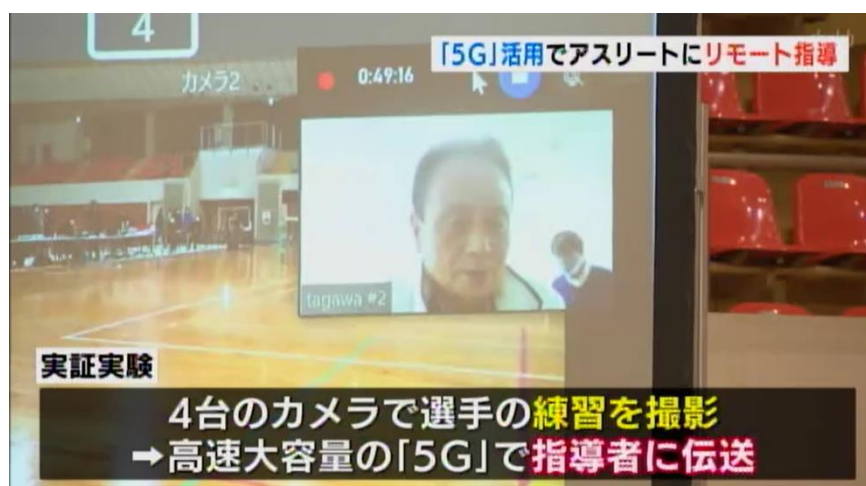 4
「5G」活用でアスリートにリモート指導
カメラ2
0:49:16
tagawa #2
実証実験
4台のカメラで選手の練習を撮影
➡高速大容量の「5G」で指導者に伝送